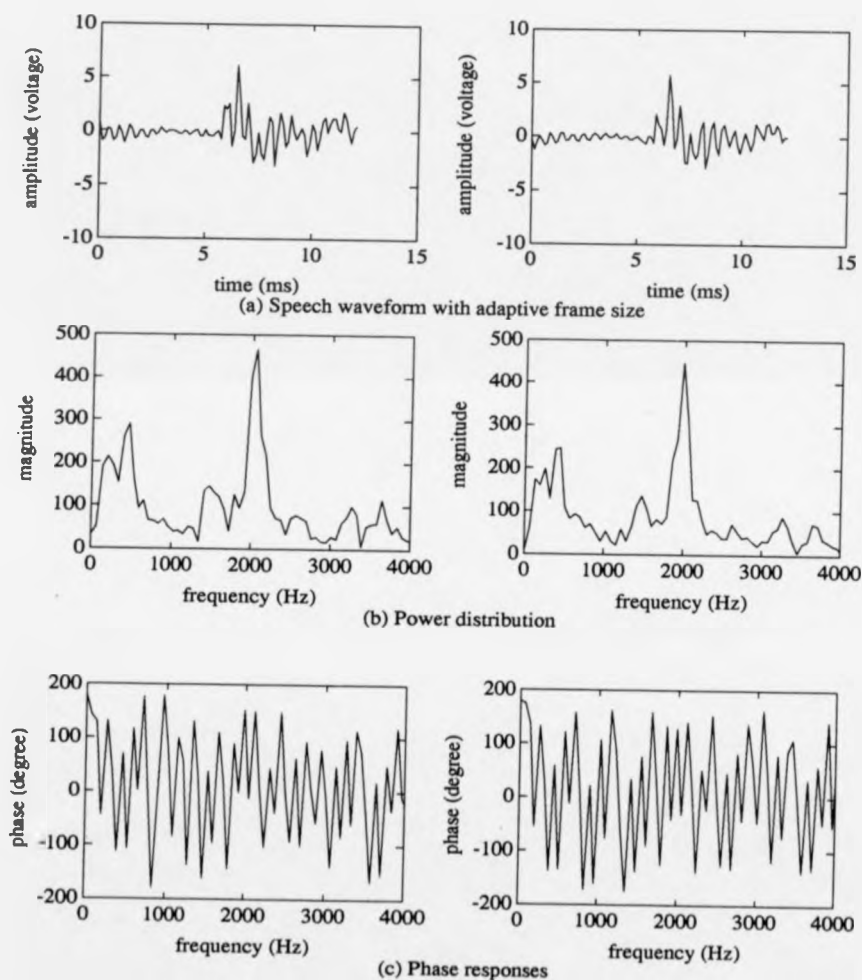 10
5
0
-5
-10
amplitude (voltage)
0 5 10 15
time (ms)
10
5
0
-5
-10
amplitude (voltage)
0 5 10 15
time (ms)
(a) Speech waveform with adaptive frame size
500
400
300
200
100
0
magnitude
0 1000 2000 3000 4000
frequency (Hz)
500
400
300
200
100
0
magnitude
0 1000 2000 3000 4000
frequency (Hz)
(b) Power distribution
200
100
0
-100
-200
phase (degree)
0 1000 2000 3000 4000
frequency (Hz)
200
100
0
-100
-200
phase (degree)
0 1000 2000 3000 4000
frequency (Hz)
(c) Phase responses